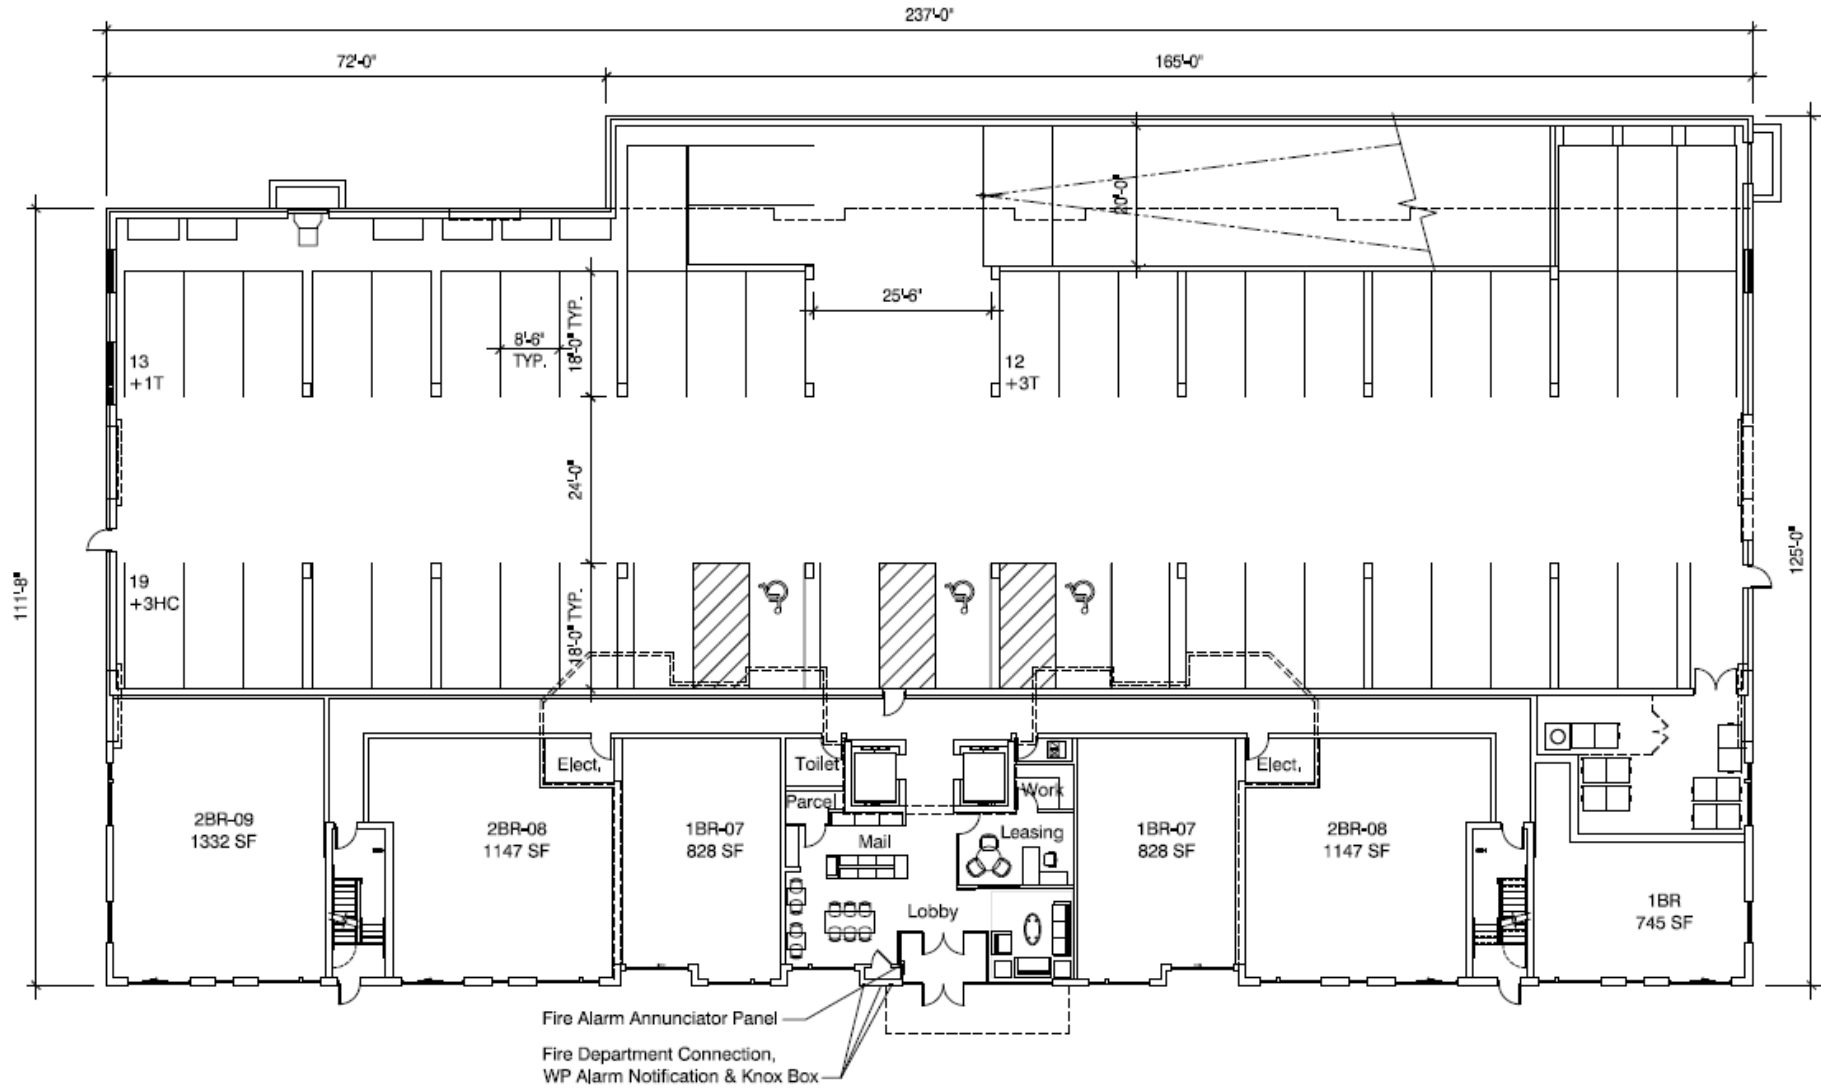 237'-0"
72'-0"
165'-0"
20'-0"
25'-6"
8'-6"
TYP.
18'-0" TYP.
13
+1T
12
+3T
24'-0"
111'-8"
125'-0"
19
+3HC
18'-0" TYP.
Elect.
Toilet
Elect.
Work
Parcel
2BR-09
1332 SF
2BR-08
1147 SF
1BR-07
828 SF
Mail
Leasing
1BR-07
828 SF
2BR-08
1147 SF
Lobby
1BR
745 SF
Fire Alarm Annunciator Panel
Fire Department Connection,
WP Alarm Notification & Knox Box